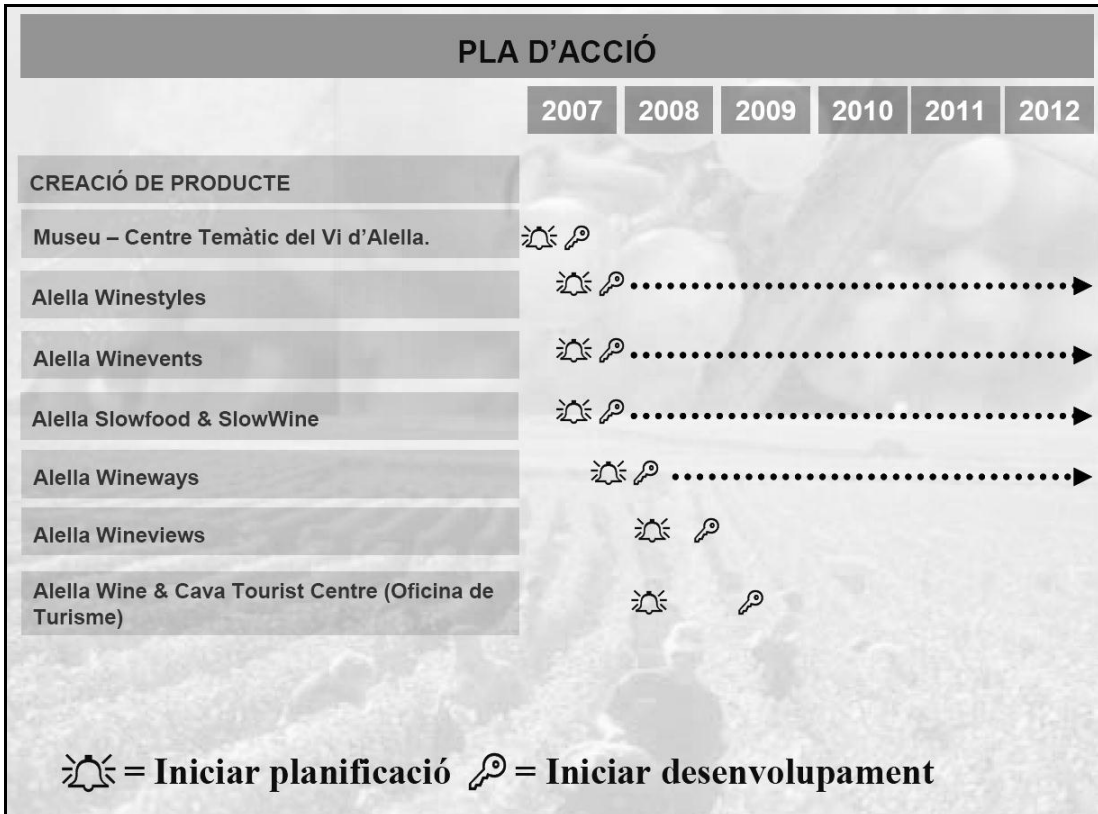 PLA D’ACCIÓ
2007 2008 2009 2010 2011 2012
CREACIÓ DE PRODUCTE
Museu – Centre Temàtic del Vi d’Alella.
Alella Winestyles
Alella Winevents
Alella Slowfood & SlowWine
Alella Wineways
Alella Wineviews
Alella Wine & Cava Tourist Centre (Oficina de
Turisme)
= Iniciar planificació = Iniciar desenvolupament